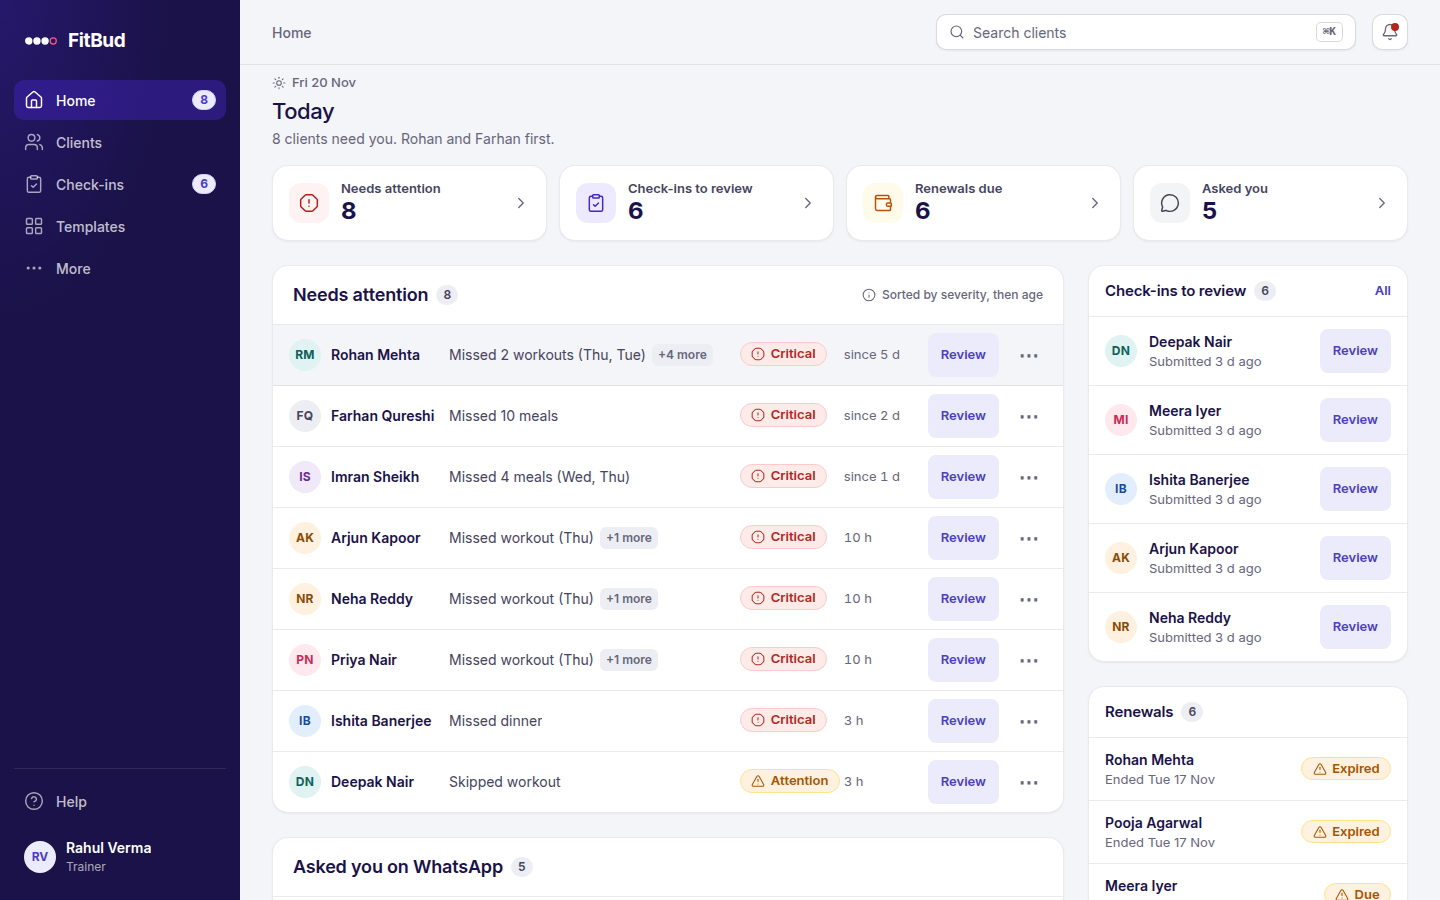 FitBud
Home 8
Clients
Check-ins 6
Templates
More
Help
RV Rahul Verma
Trainer
Home
Search clients ⌘K
Fri 20 Nov
Today
8 clients need you. Rohan and Farhan first.
Needs attention
8
Check-ins to review
6
Renewals due
6
Asked you
5
Needs attention 8 Sorted by severity, then age
RM Rohan Mehta Missed 2 workouts (Thu, Tue) +4 more Critical since 5 d Review
FQ Farhan Qureshi Missed 10 meals Critical since 2 d Review
IS Imran Sheikh Missed 4 meals (Wed, Thu) Critical since 1 d Review
AK Arjun Kapoor Missed workout (Thu) +1 more Critical 10 h Review
NR Neha Reddy Missed workout (Thu) +1 more Critical 10 h Review
PN Priya Nair Missed workout (Thu) +1 more Critical 10 h Review
IB Ishita Banerjee Missed dinner Critical 3 h Review
DN Deepak Nair Skipped workout Attention 3 h Review
Asked you on WhatsApp 5
Check-ins to review 6 All
DN Deepak Nair
Submitted 3 d ago
Review
MI Meera Iyer
Submitted 3 d ago
Review
IB Ishita Banerjee
Submitted 3 d ago
Review
AK Arjun Kapoor
Submitted 3 d ago
Review
NR Neha Reddy
Submitted 3 d ago
Review
Renewals 6
Rohan Mehta
Ended Tue 17 Nov
Expired
Pooja Agarwal
Ended Tue 17 Nov
Expired
Meera Iyer
Due